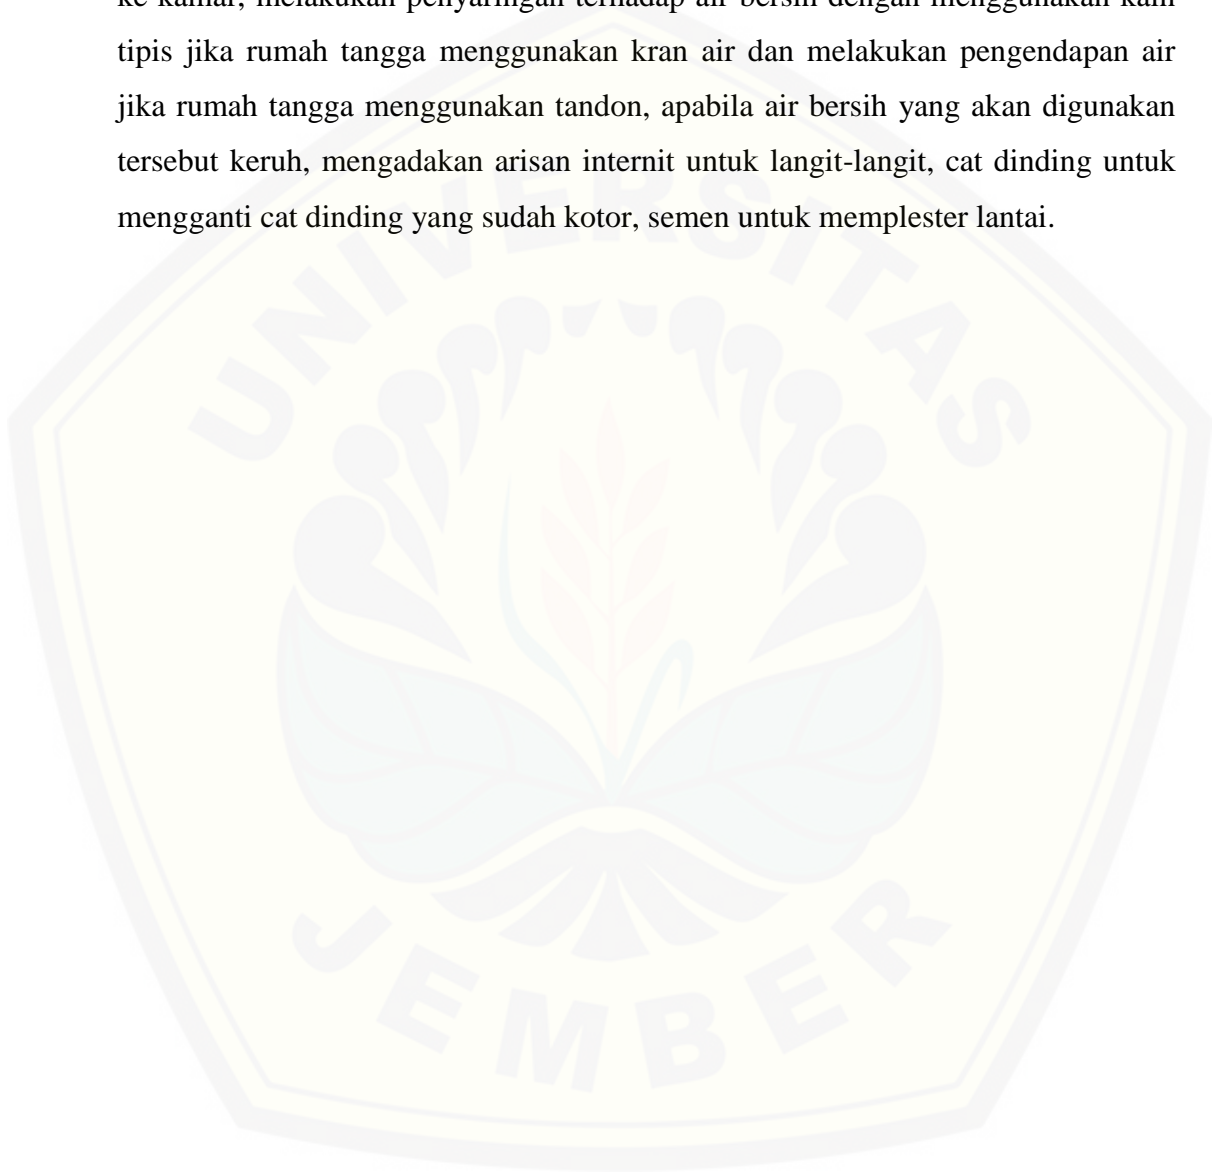 ke kamar, melakukan penyaringan terhadap air bersih dengan menggunakan kain
tipis jika rumah tangga menggunakan kran air dan melakukan pengendapan air
jika rumah tangga menggunakan tandon, apabila air bersih yang akan digunakan
tersebut keruh, mengadakan arisan internit untuk langit-langit, cat dinding untuk
mengganti cat dinding yang sudah kotor, semen untuk memplester lantai.
UNIVERSITAS
JEMBER